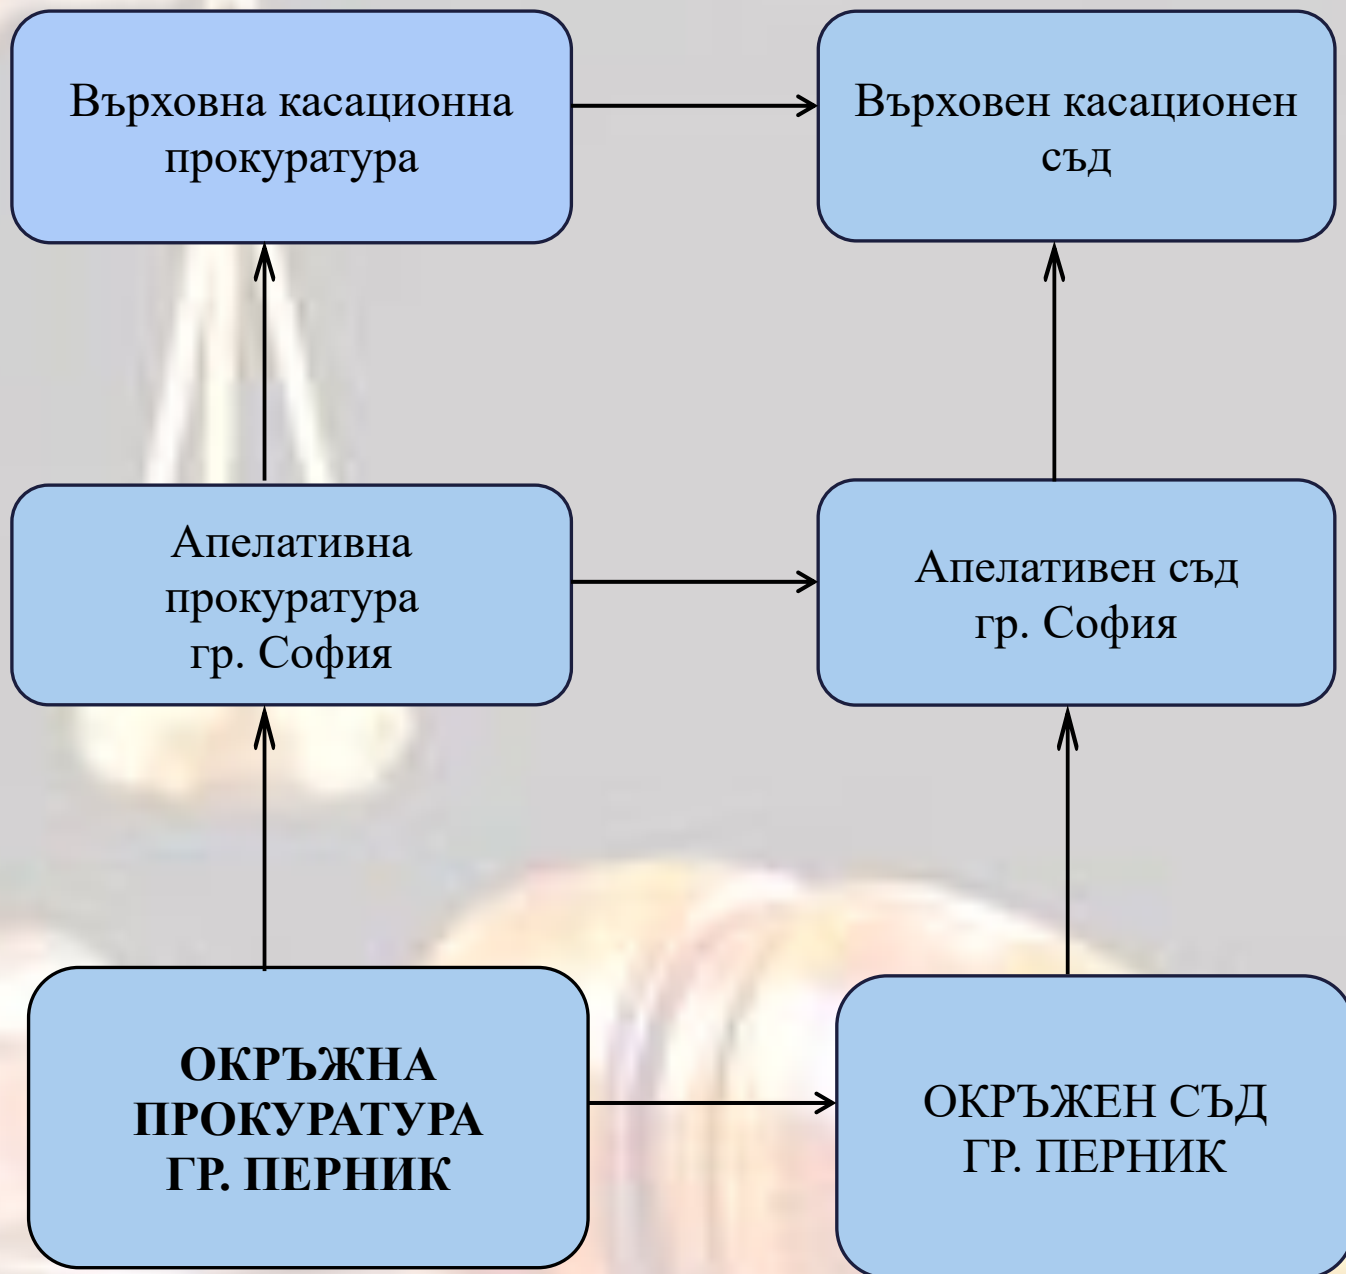 Върховна касационна
прокуратура
Върховен касационен
съд
Апелативна
прокуратура
гр. София
Апелативен съд
гр. София
ОКРЪЖНА
ПРОКУРАТУРА
ГР. ПЕРНИК
ОКРЪЖЕН СЪД
ГР. ПЕРНИК